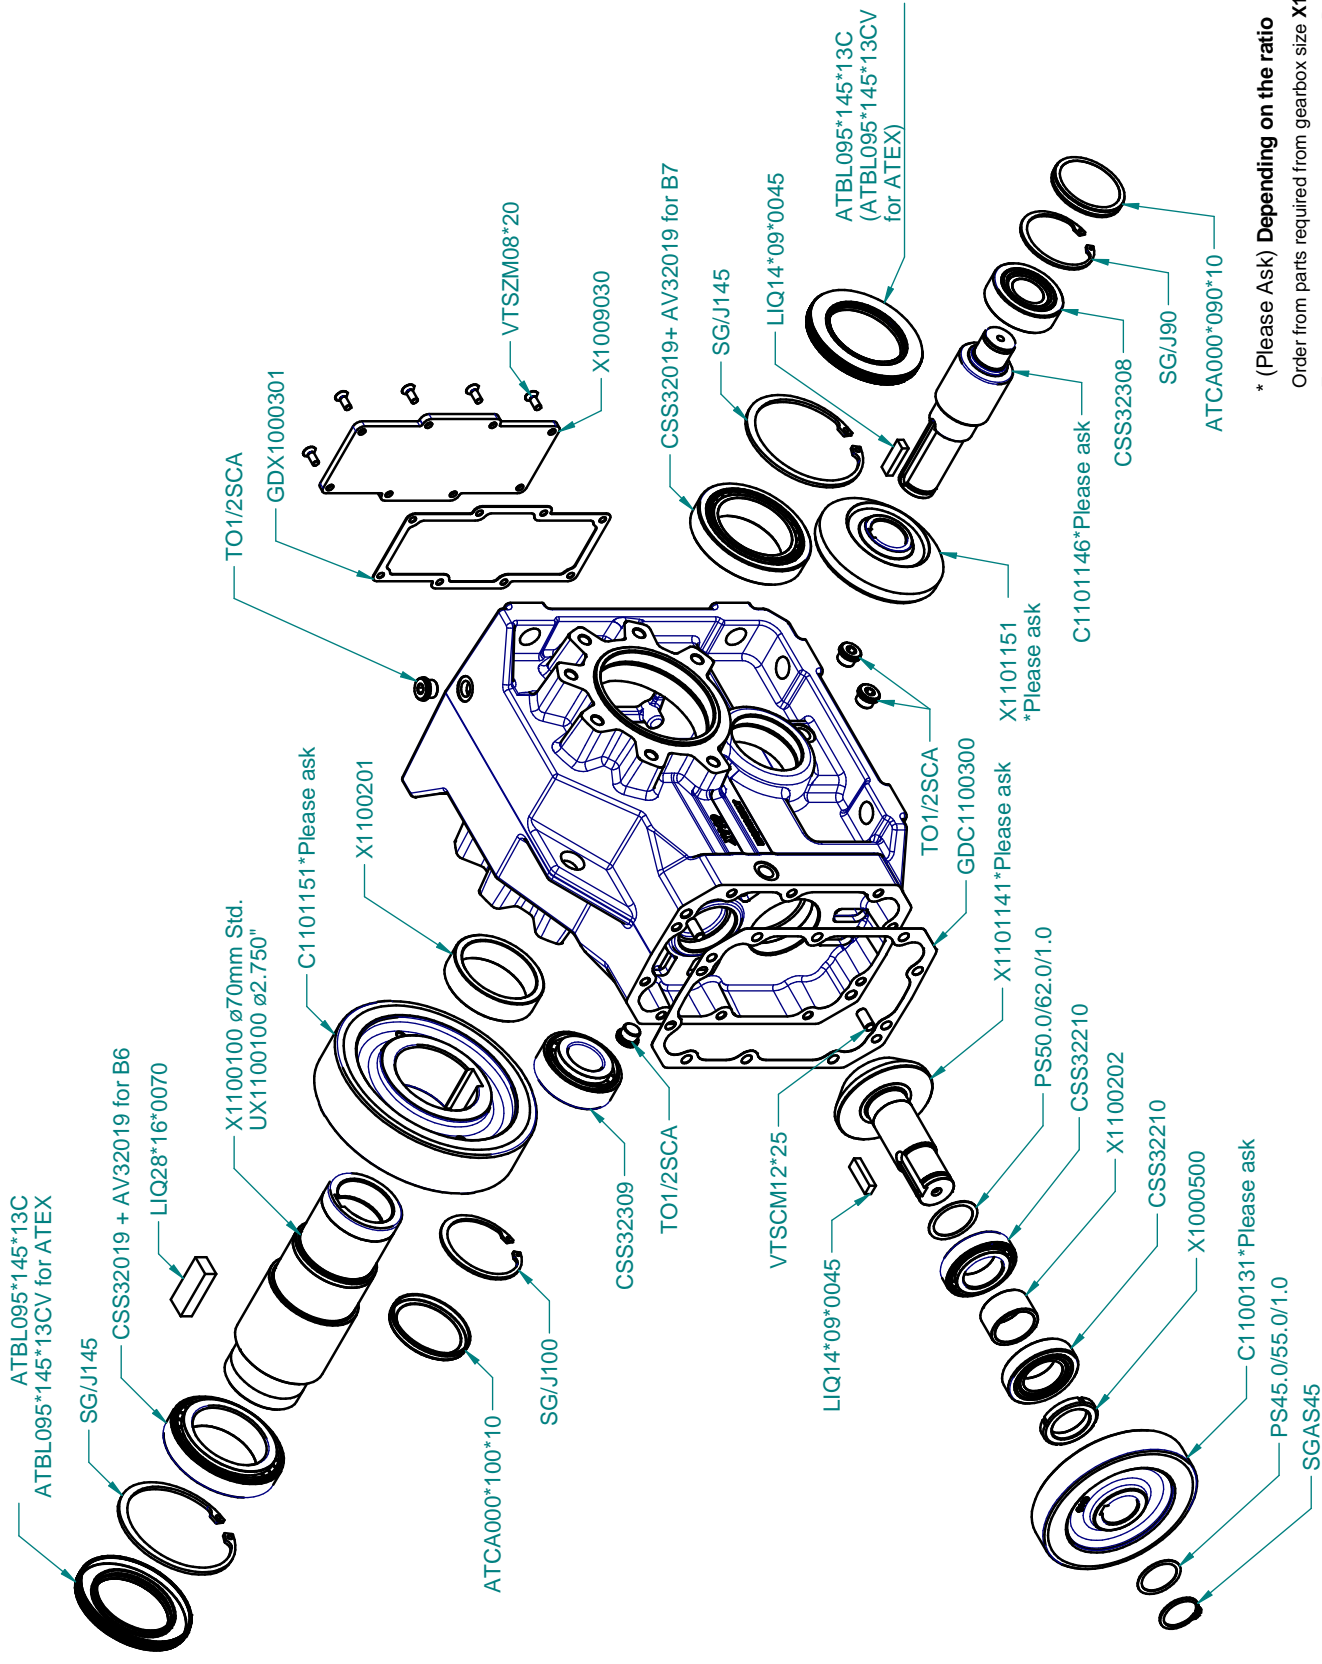 ATBL095*145*13C
ATBL095*145*13CV for ATEX
SG/J145
CSS32019 + AV32019 for B6
LIQ28*16*0070
X1100100 ø70mm Std.
UX1100100 ø2.750"
C1101151*Please ask
X1100201
TO1/2SCA
GDX1000301
VTSZM08*20
X1009030
CSS32019+ AV32019 for B7
SG/J145
LIQ14*09*0045
ATBL095*145*13C
(ATBL095*145*13CV
for ATEX)
ATCA000*100*10
SG/J100
CSS32309
TO1/2SCA
VTSCM12*25
LIQ14*09*0045
TO1/2SCA
GDC1100300
X1101141*Please ask
PS50.0/62.0/1.0
CSS32210
X1100202
CSS32210
X1000500
C1100131*Please ask
PS45.0/55.0/1.0
SGAS45
X1101151
*Please ask
C1101146*Please ask
CSS32308
SG/J90
ATCA000*090*10
* (Please Ask) Depending on the ratio
Order from parts required from gearbox size